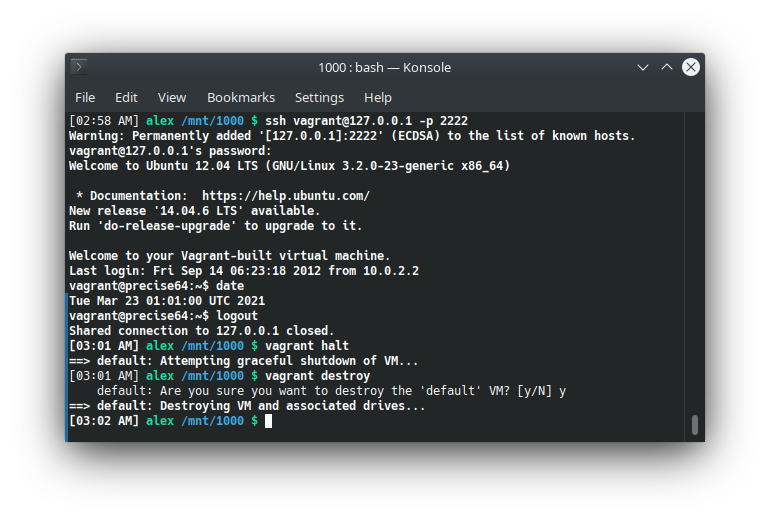 1000 : bash — Konsole
File Edit View Bookmarks Settings Help
[02:58 AM] alex /mnt/1000 $ ssh vagrant@127.0.0.1 -p 2222
Warning: Permanently added '[127.0.0.1]:2222' (ECDSA) to the list of known hosts.
vagrant@127.0.0.1's password:
Welcome to Ubuntu 12.04 LTS (GNU/Linux 3.2.0-23-generic x86_64)

 * Documentation:  https://help.ubuntu.com/
New release '14.04.6 LTS' available.
Run 'do-release-upgrade' to upgrade to it.

Welcome to your Vagrant-built virtual machine.
Last login: Fri Sep 14 06:23:18 2012 from 10.0.2.2
vagrant@precise64:~$ date
Tue Mar 23 01:01:00 UTC 2021
vagrant@precise64:~$ logout
Shared connection to 127.0.0.1 closed.
[03:01 AM] alex /mnt/1000 $ vagrant halt
==> default: Attempting graceful shutdown of VM...
[03:01 AM] alex /mnt/1000 $ vagrant destroy
    default: Are you sure you want to destroy the 'default' VM? [y/N] y
==> default: Destroying VM and associated drives...
[03:02 AM] alex /mnt/1000 $